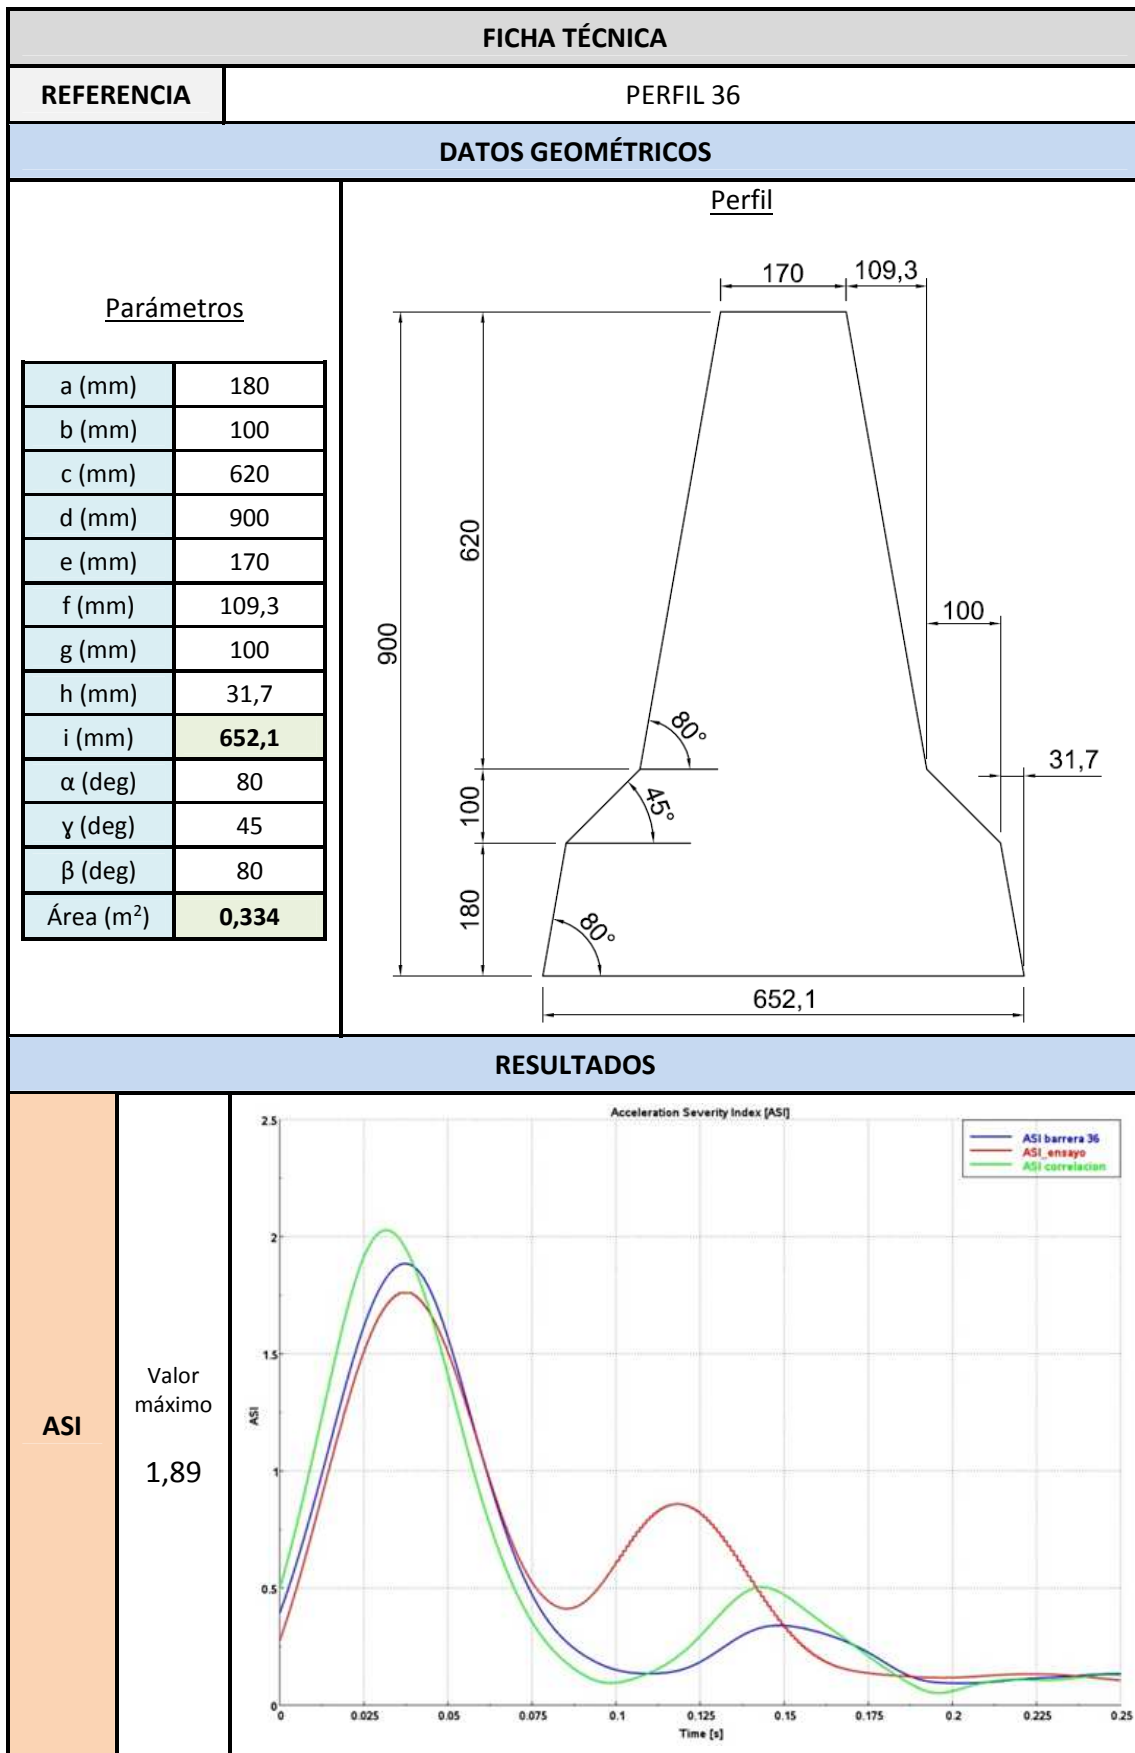 FICHA TÉCNICA
REFERENCIA PERFIL 36
DATOS GEOMÉTRICOS
Parámetros
a (mm) 180
b (mm) 100
c (mm) 620
d (mm) 900
e (mm) 170
f (mm) 109,3
g (mm) 100
h (mm) 31,7
i (mm) 652,1
α (deg) 80
ɣ (deg) 45
β (deg) 80
Área (m²) 0,334
Perfil
170 109,3
620
900
100
80°
31,7
100
45°
180
80°
652,1
RESULTADOS
ASI
Valor
máximo
1,89
Acceleration Severity Index [ASI]
ASI barrera 36
ASI_ensayo
ASI correlacion
2.5
2
1.5
1
0.5
0
ASI
0 0.025 0.05 0.075 0.1 0.125 0.15 0.175 0.2 0.225 0.25
Time [s]